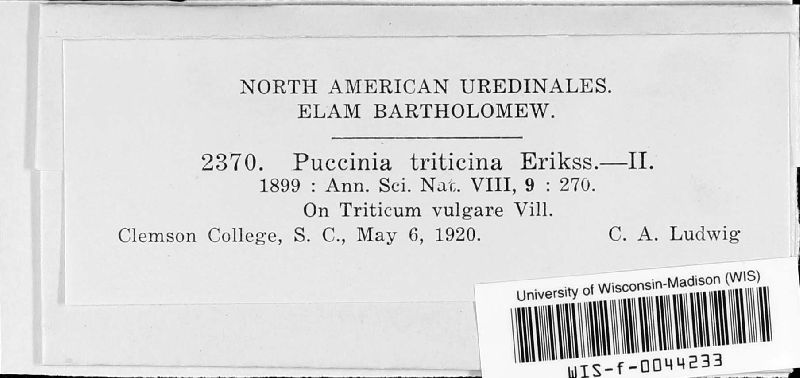 NORTH AMERICAN UREDINALES.
ELAM BARTHOLOMEW.
2370. Puccinia triticina Erikss.—II.
1899 : Ann. Sci. Nat. VIII, 9 : 270.
On Triticum vulgare Vill.
Clemson College, S. C., May 6, 1920. C. A. Ludwig
University of Wisconsin-Madison (WIS)
WIS-f-0044233